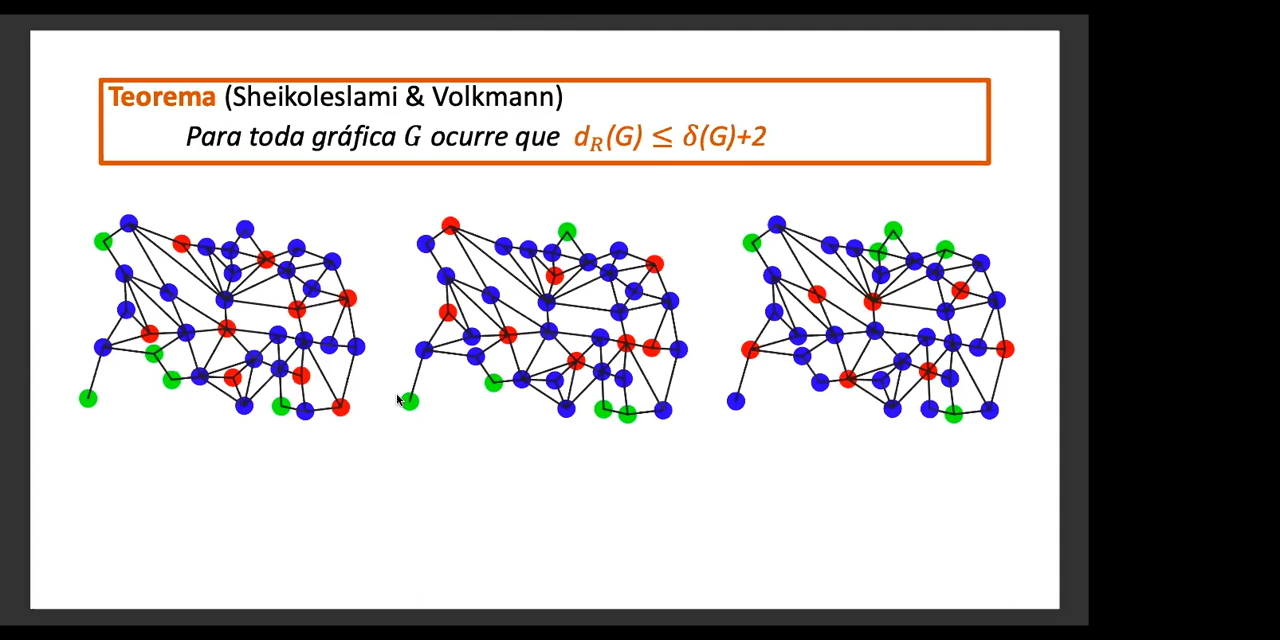 Teorema (Sheikoleslami & Volkmann)
Para toda gráfica G ocurre que d_R(G) ≤ δ(G)+2